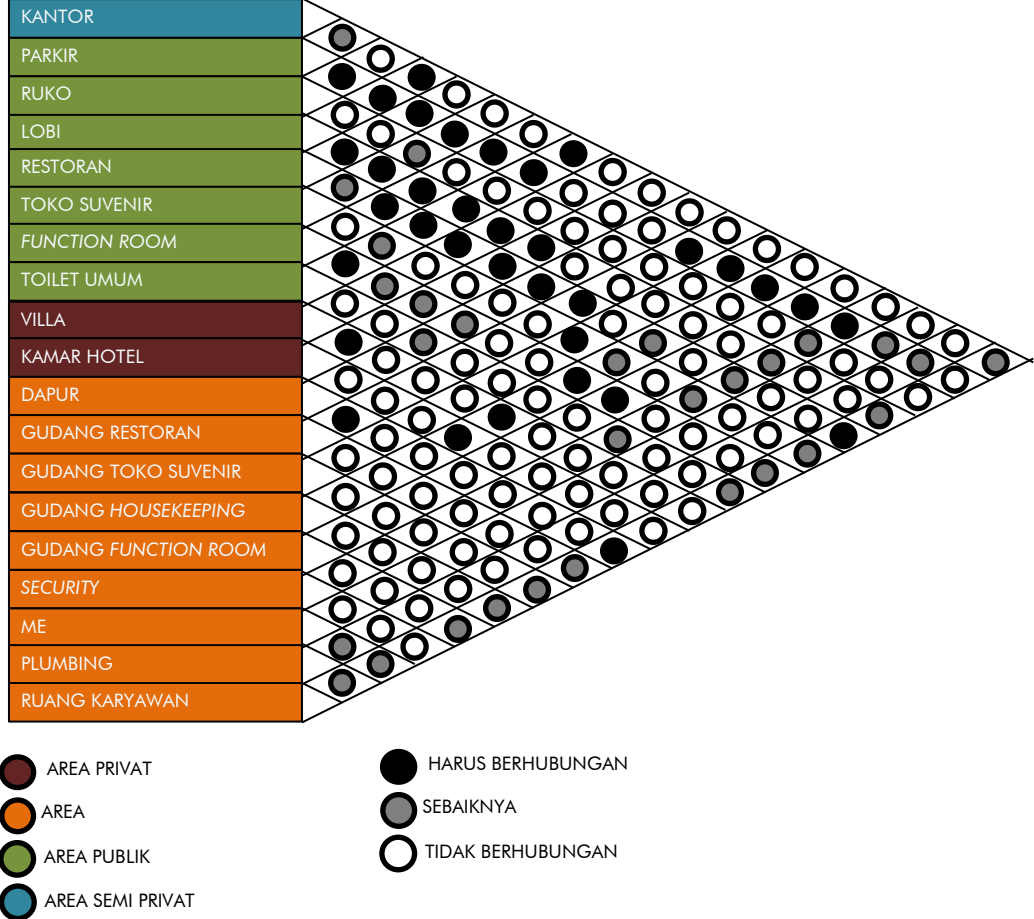 KANTOR
PARKIR
RUKO
LOBI
RESTORAN
TOKO SUVENIR
FUNCTION ROOM
TOILET UMUM
VILLA
KAMAR HOTEL
DAPUR
GUDANG RESTORAN
GUDANG TOKO SUVENIR
GUDANG HOUSEKEEPING
GUDANG FUNCTION ROOM
SECURITY
ME
PLUMBING
RUANG KARYAWAN
AREA PRIVAT
AREA
AREA PUBLIK
AREA SEMI PRIVAT
HARUS BERHUBUNGAN
SEBAIKNYA
TIDAK BERHUBUNGAN